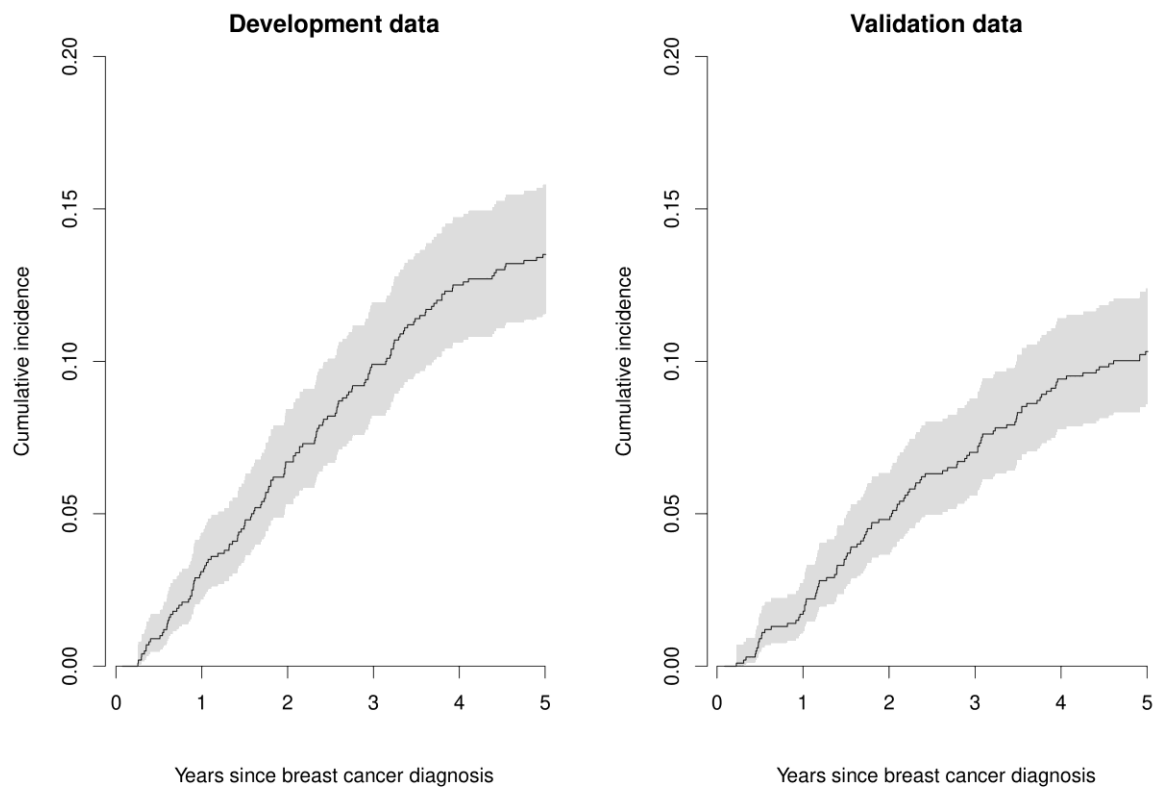 Development data
0.20
0.15
0.10
0.05
0.00
Cumulative incidence
0 1 2 3 4 5
Years since breast cancer diagnosis
Validation data
0.20
0.15
0.10
0.05
0.00
Cumulative incidence
0 1 2 3 4 5
Years since breast cancer diagnosis